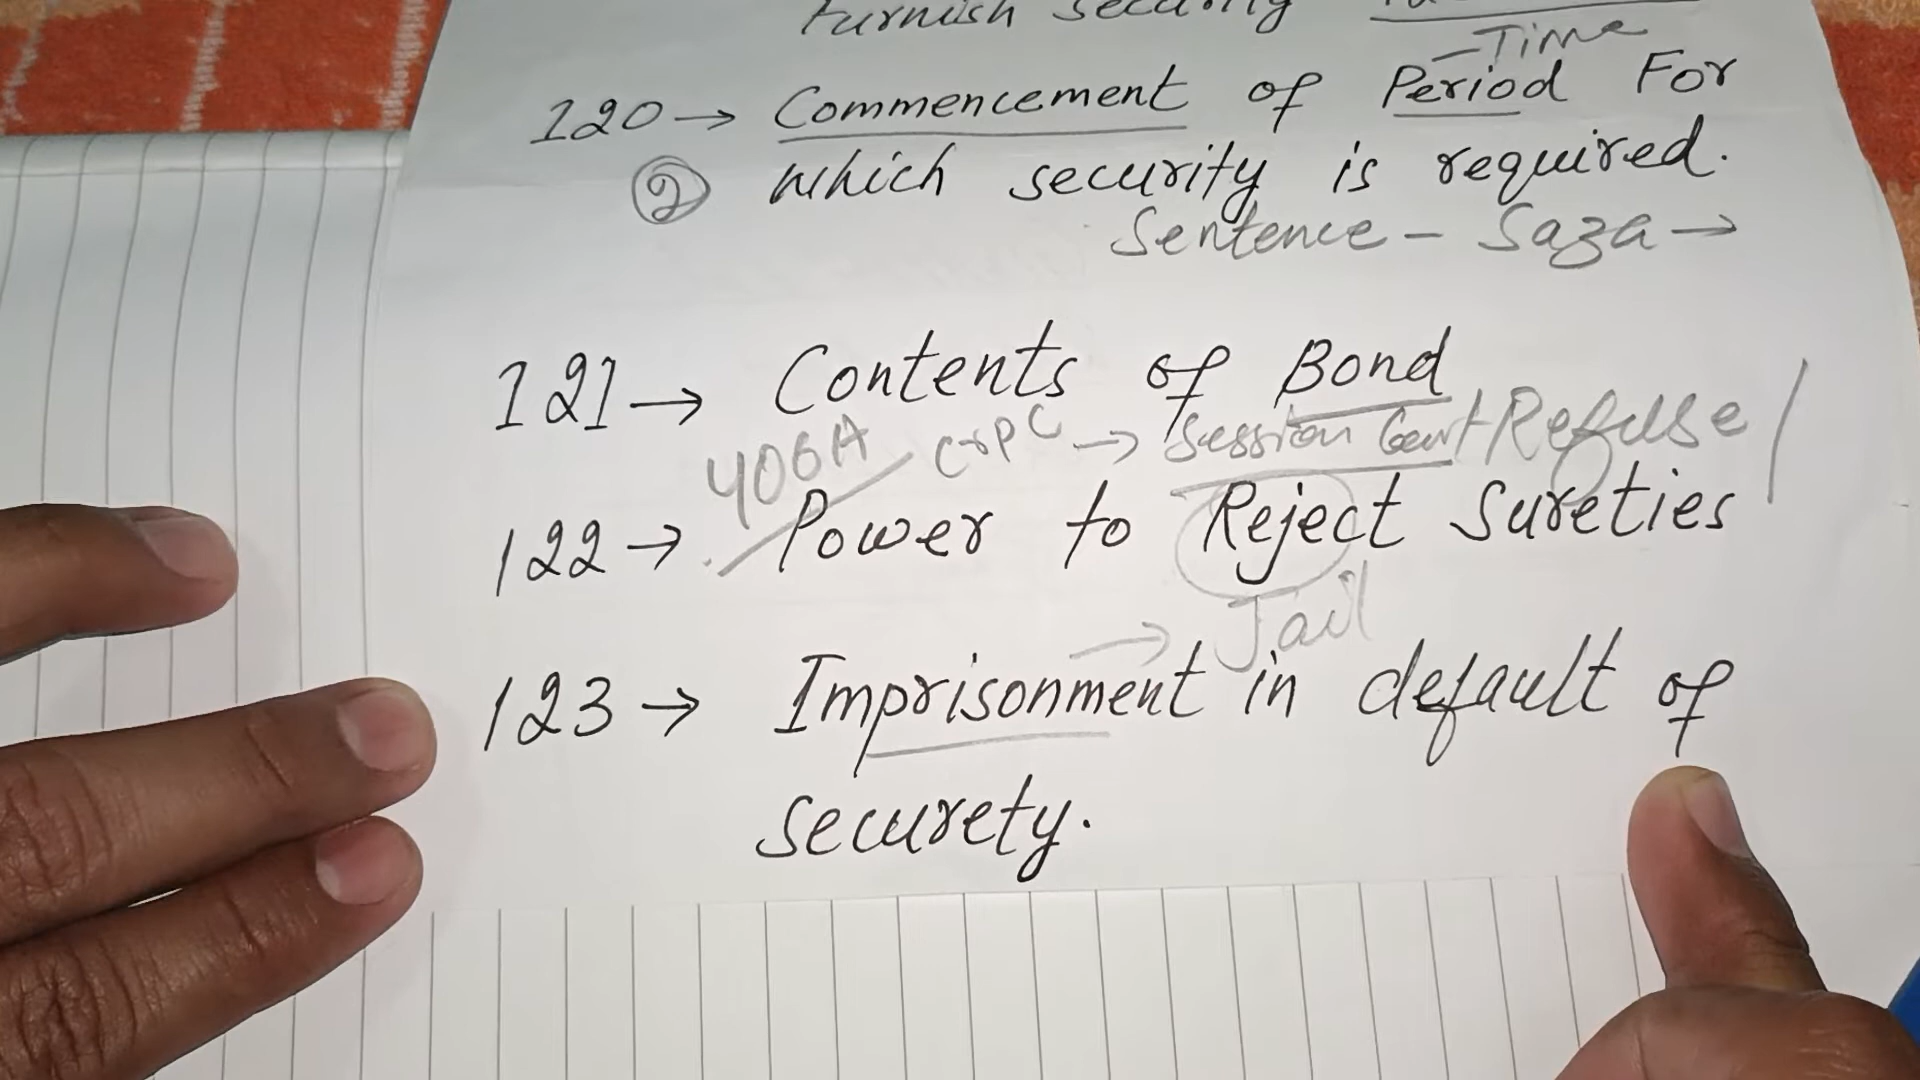 Furnish security
- Time
120 → Commencement of Period For
② which security is required.
Sentence - Saza →
121 → Contents of Bond
406A CrPC → Session Court Refuse
122 → Power to Reject Sureties
→ Jail
123 → Imprisonment in default of
securety.